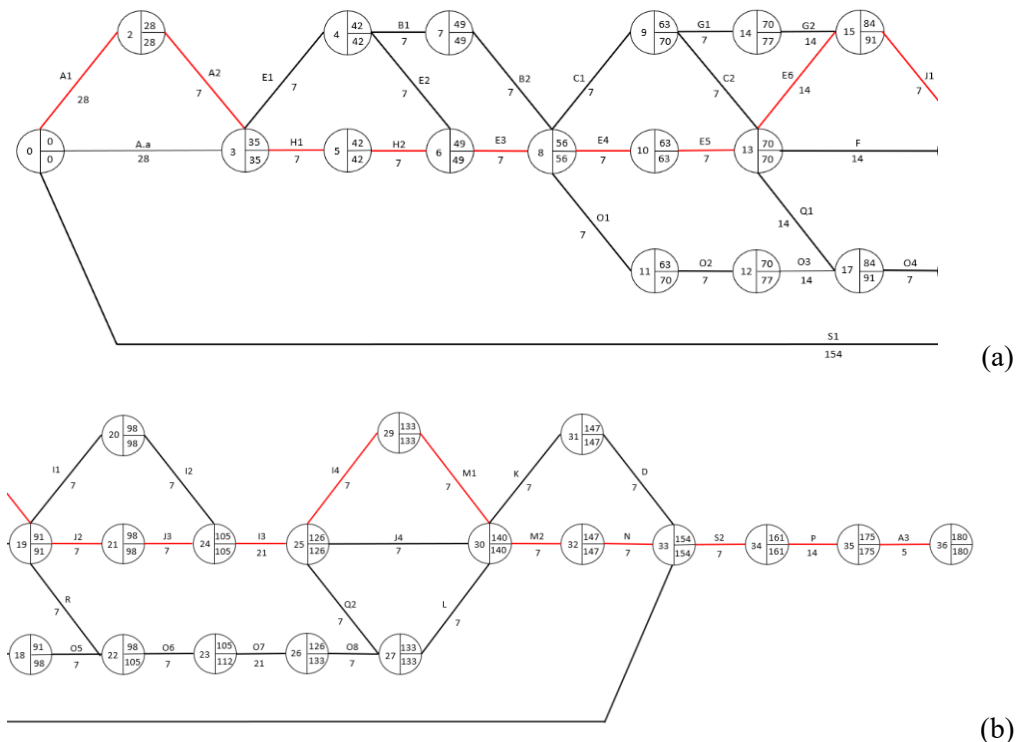 28 42 49 63 70 84
2 4 B1 7 9 G1 14 G2 15
28 42 7 49 70 7 77 14 91
A1 A2 E1 E2 B2 C1 C2 E6 J1
28 7 7 7 7 7 7 14 7
0 A.a 35 H1 42 H2 49 E3 56 E4 63 E5 70 F
0 3 5 6 8 10 13
0 28 35 7 42 7 49 7 56 7 63 7 70 14
O1 Q1
7 14
63 O2 70 O3 84 O4
11 12 17
70 7 77 14 91 7
S1
154
(a)
98 133 147
20 29 31
98 133 147
I1 I2 I4 M1 K D
7 7 7 7 7 7
91 J2 98 J3 105 I3 126 J4 140 M2 147 N 154 S2 161 P 175 A3 180
19 21 24 25 30 32 33 34 35 36
91 7 98 7 105 21 126 7 140 7 147 7 154 7 161 14 175 5 180
R Q2 L
7 7 7
91 O5 98 O6 105 O7 126 O8 133
18 22 23 26 27
98 7 105 7 112 21 133 7 133
(b)